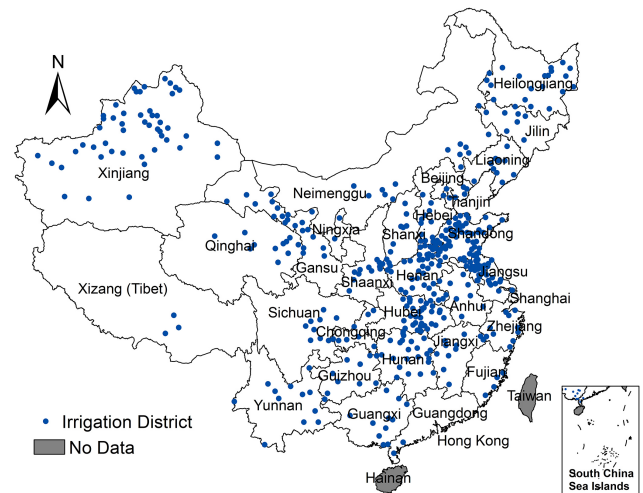 N
Heilongjiang
Jilin
Liaoning
Xinjiang
Beijing
Tianjin
Neimenggu
Hebei
Ningxia
Shanxi
Shandong
Qinghai
Gansu
Shaanxi
Henan
Jiangsu
Xizang (Tibet)
Shanghai
Sichuan
Hubei
Anhui
Chongqing
Zhejiang
Jiangxi
Hunan
Guizhou
Fujian
Yunnan
Guangxi
Guangdong
Taiwan
Hong Kong
Hainan
Irrigation District
No Data
South China
Sea Islands